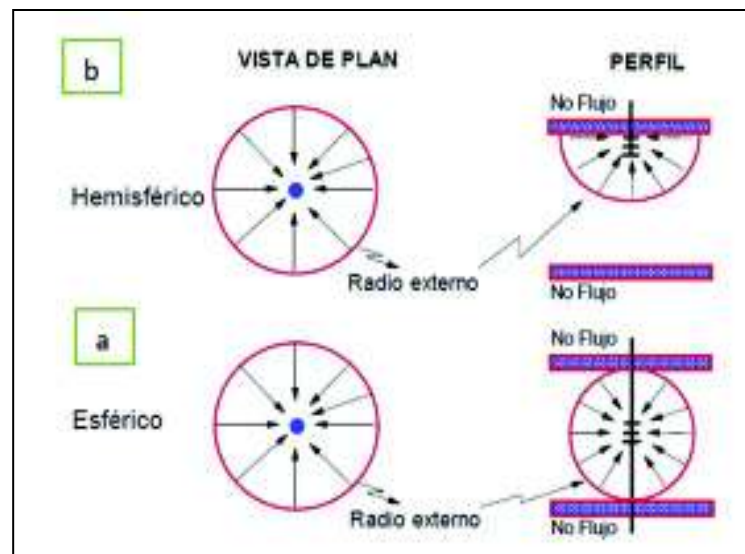 b
VISTA DE PLAN
PERFIL
No Flujo
Hemisférico
Radio externo
No Flujo
a
No Flujo
Esférico
Radio externo
No Flujo